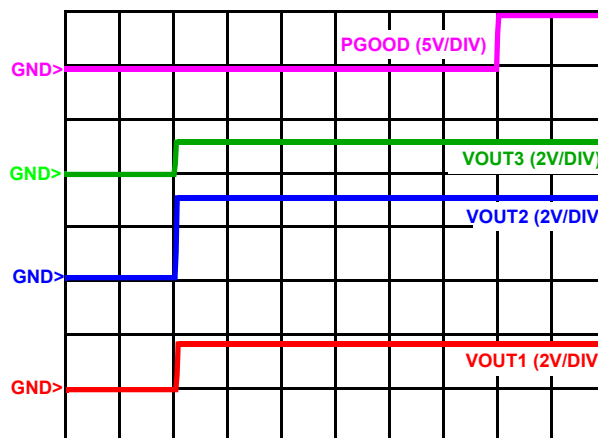 PGOOD (5V/DIV)
GND>
VOUT3 (2V/DIV)
GND>
VOUT2 (2V/DIV
GND>
VOUT1 (2V/DIV
GND>